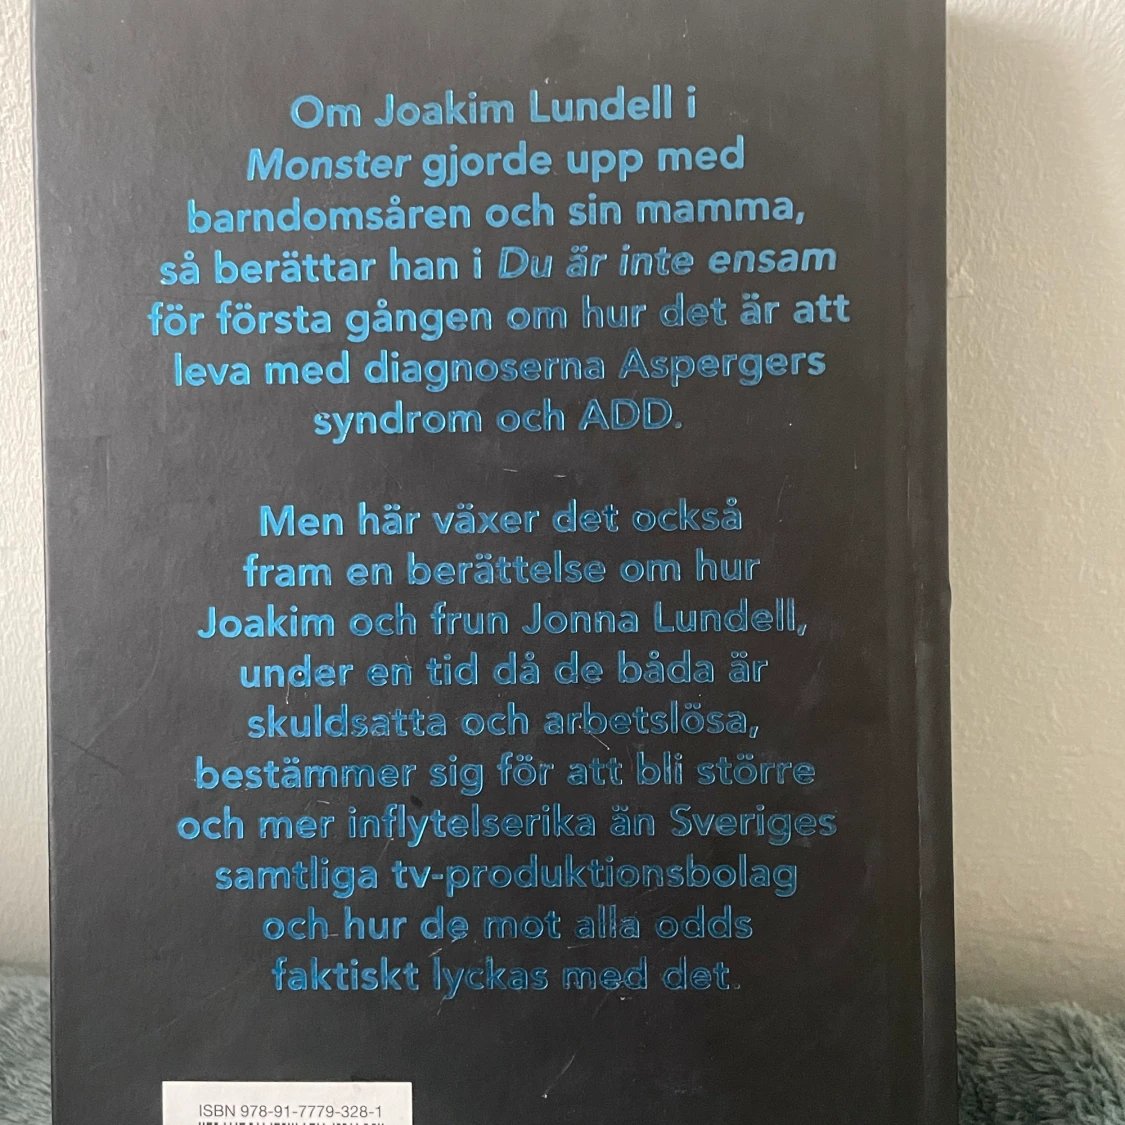 Om Joakim Lundell i
Monster gjorde upp med
barndomsåren och sin mamma,
så berättar han i Du är inte ensam
för första gången om hur det är att
leva med diagnoserna Aspergers
syndrom och ADD.
Men här växer det också
fram en berättelse om hur
Joakim och frun Jonna Lundell,
under en tid då de båda är
skuldsatta och arbetslösa,
bestämmer sig för att bli större
och mer inflytelserika än Sveriges
samtliga tv-produktionsbolag
och hur de mot alla odds
faktiskt lyckas med det.
ISBN 978-91-7779-328-1